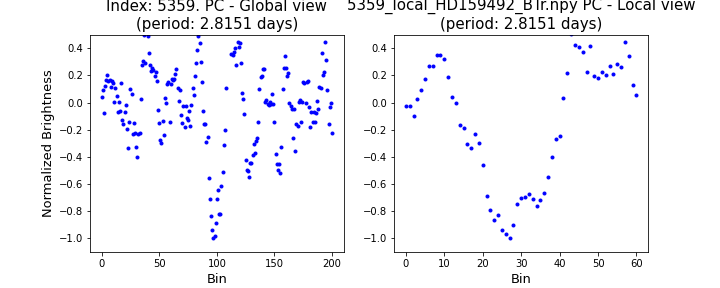 Index: 5359. PC - Global view
(period: 2.8151 days)
5359_local_HD159492_BTr.npy PC - Local view
(period: 2.8151 days)
Normalized Brightness
0.4
0.2
0.0
−0.2
−0.4
−0.6
−0.8
−1.0
0 50 100 150 200
Bin
0.4
0.2
0.0
−0.2
−0.4
−0.6
−0.8
−1.0
0 10 20 30 40 50 60
Bin